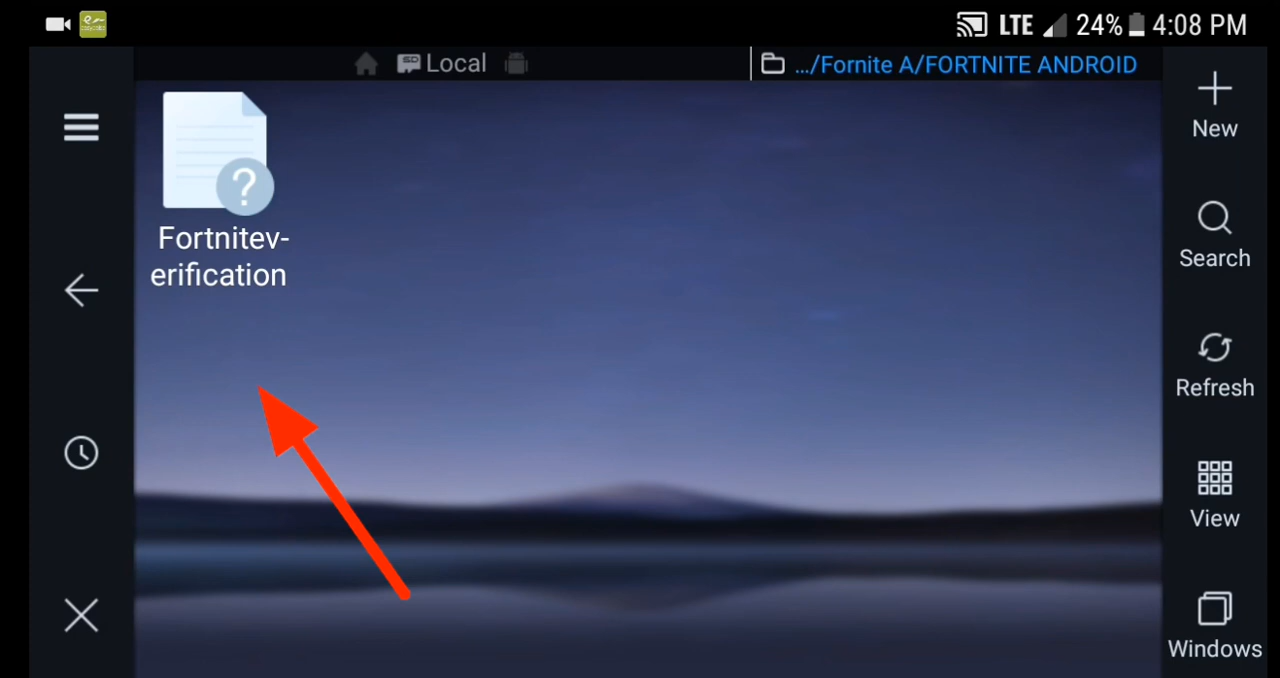 LTE 24% 4:08 PM
Local
.../Fornite A/FORTNITE ANDROID
New
Fortnitev-
erification
Search
Refresh
View
Windows